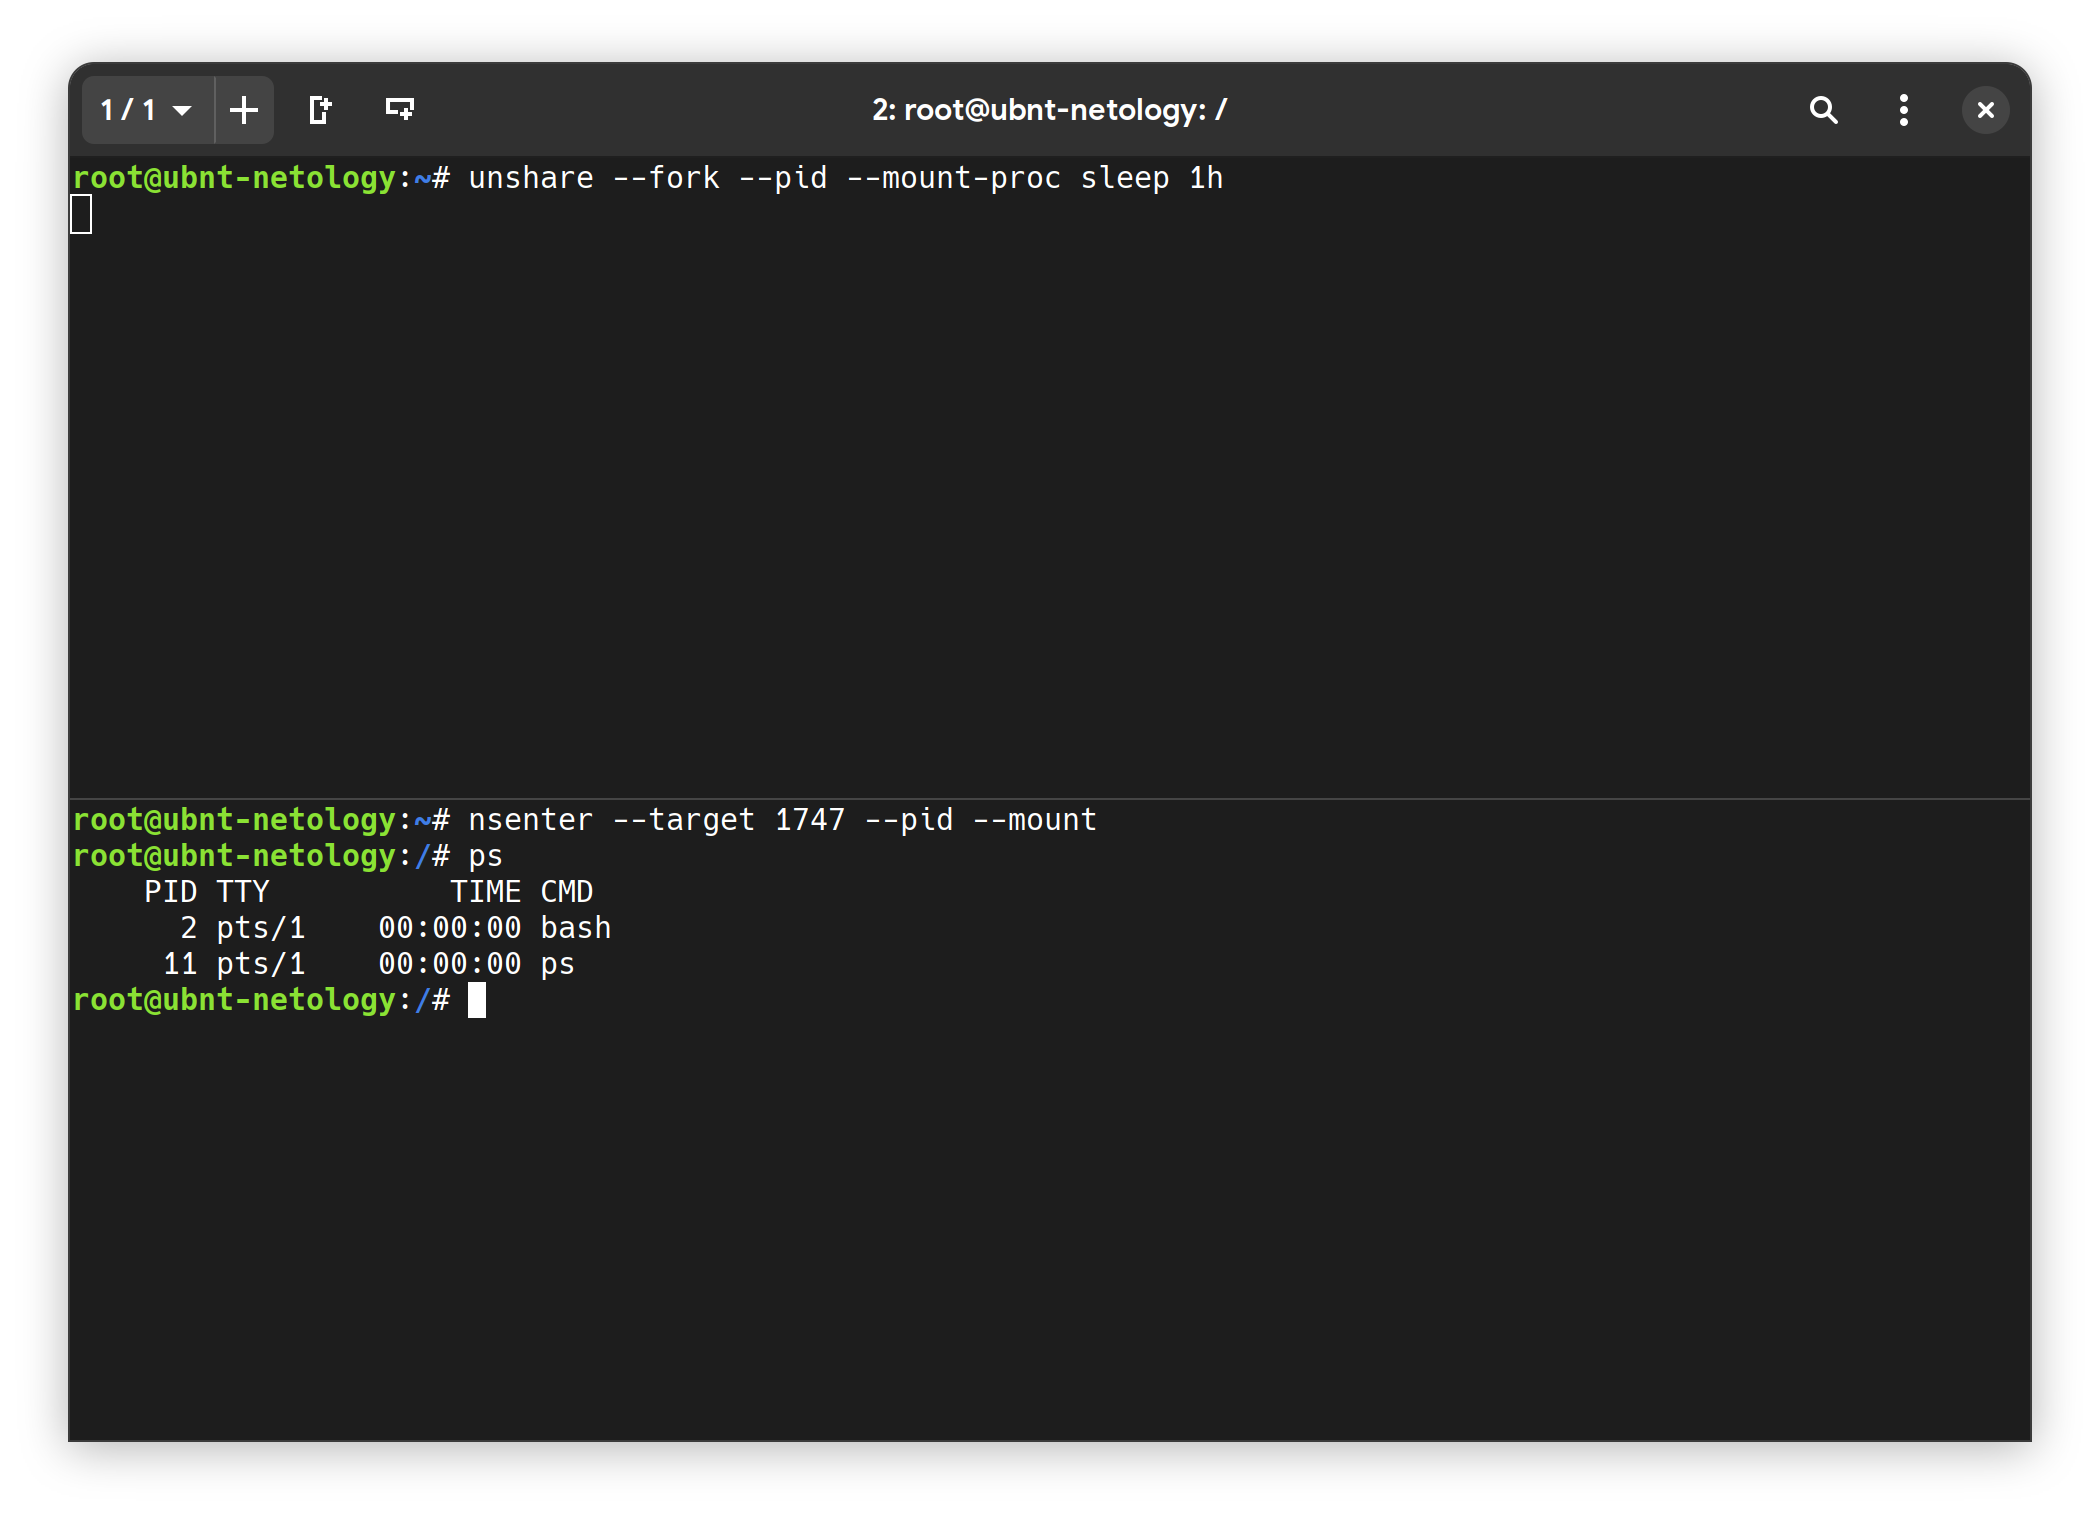 1 / 1
2: root@ubnt-netology: /
root@ubnt-netology:~# unshare --fork --pid --mount-proc sleep 1h
root@ubnt-netology:~# nsenter --target 1747 --pid --mount
root@ubnt-netology:/# ps
    PID TTY          TIME CMD
      2 pts/1    00:00:00 bash
     11 pts/1    00:00:00 ps
root@ubnt-netology:/#